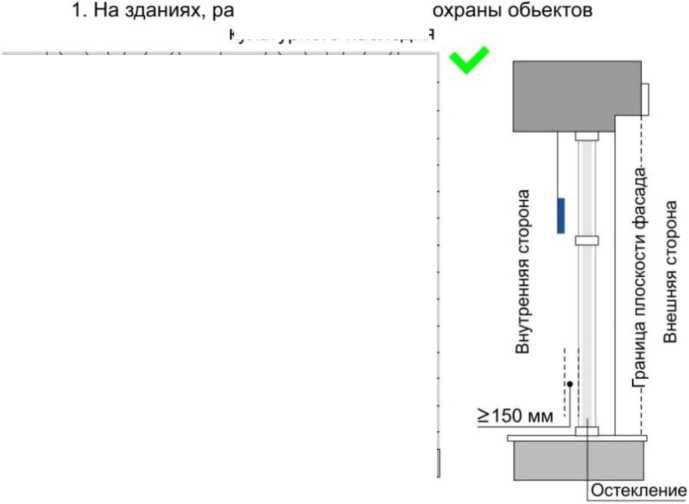 1. На зданиях, ра охраны обьектов
Внутренняя сторона
Граница плоскости фасада
Внешняя сторона
≥150 мм
Остекление